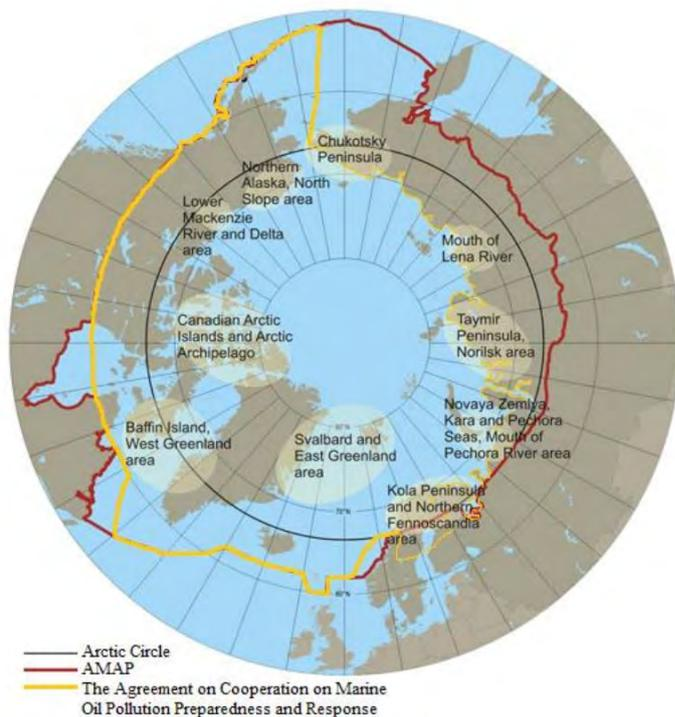 Chukotsky
Peninsula
Northern
Alaska, North
Slope area
Lower
Mackenzie
River and Delta
area
Mouth of
Lena River
Canadian Arctic
Islands and Arctic
Archipelago
Taymir
Peninsula,
Norilsk area
Novaya Zemlya,
Kara and Pechora
Seas, Mouth of
Pechora River area
Baffin Island,
West Greenland
area
80°N
Svalbard and
East Greenland
area
Kola Peninsula
and Northern
Fennoscandia
area
70°N
60°N
Arctic Circle
AMAP
The Agreement on Cooperation on Marine
Oil Pollution Preparedness and Response